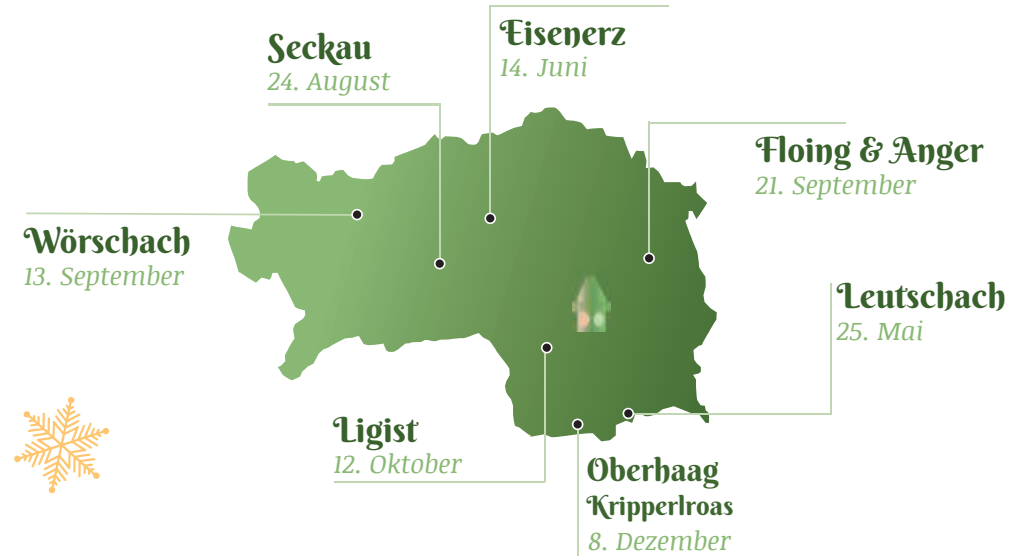 Seckau
24. August
Eisenerz
14. Juni
Floing & Anger
21. September
Wörschach
13. September
Leutschach
25. Mai
Ligist
12. Oktober
Oberhaag
Kripperlroas
8. Dezember